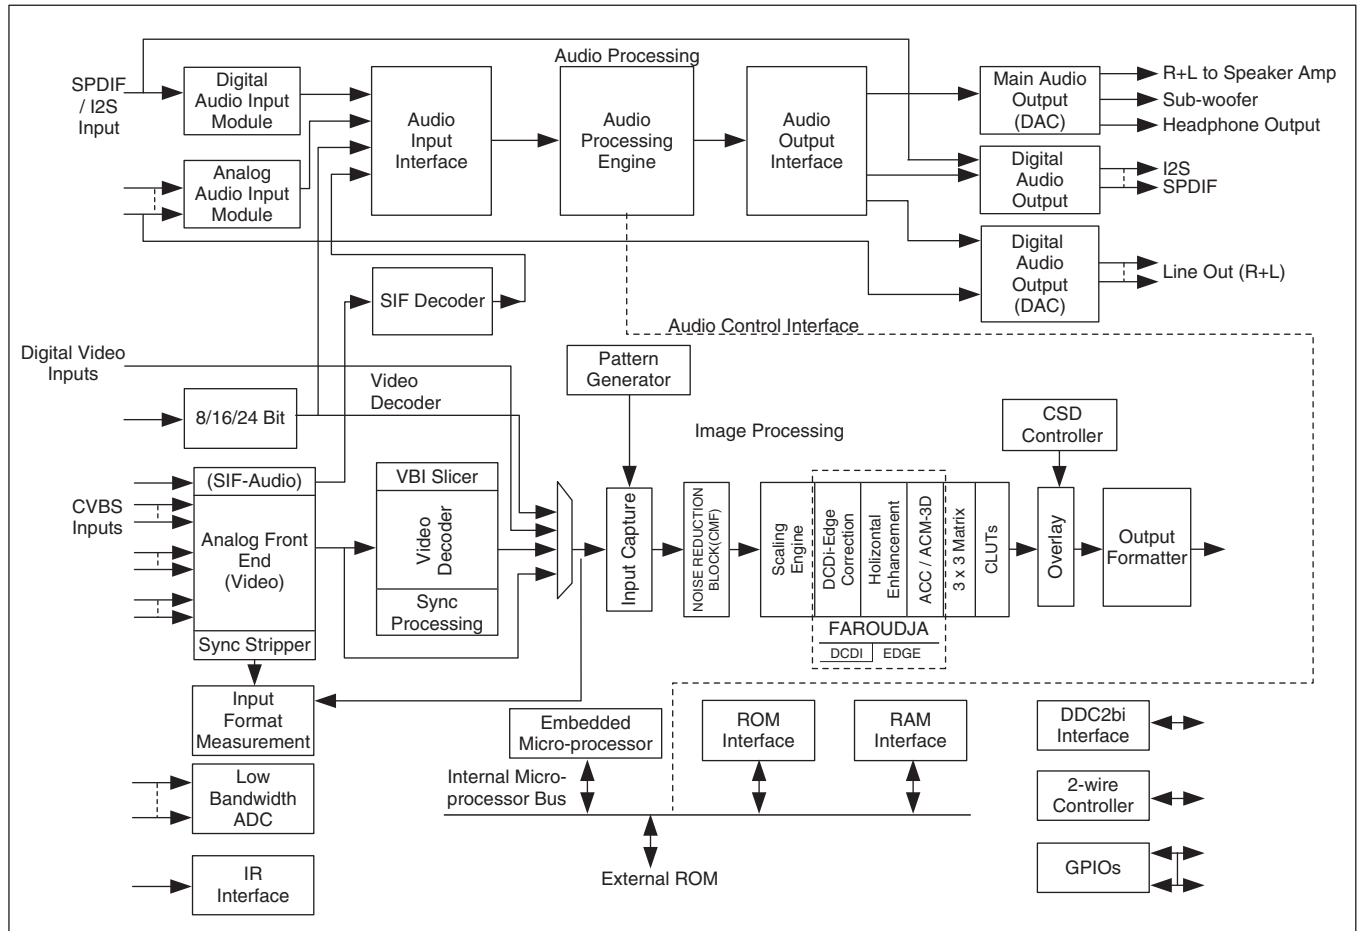 Audio Processing
SPDIF
/ I2S
Input
Digital
Audio Input
Module
Analog
Audio Input
Module
Audio
Input
Interface
Audio
Processing
Engine
Audio
Output
Interface
Main Audio
Output
(DAC)
R+L to Speaker Amp
Sub-woofer
Headphone Output
Digital
Audio
Output
I2S
SPDIF
Digital
Audio
Output
(DAC)
Line Out (R+L)
SIF Decoder
Audio Control Interface
Digital Video
Inputs
Video
Decoder
8/16/24 Bit
Pattern
Generator
Image Processing
CSD
Controller
CVBS
Inputs
(SIF-Audio)
Analog Front
End
(Video)
Sync Stripper
VBI Slicer
Video
Decoder
Sync
Processing
Input Capture
NOISE REDUCTION
BLOCK(CMF)
Scaling
Engine
DCDi-Edge
Correction
Holizontal
Enhancement
ACC / ACM-3D
3 x 3 Matrix
CLUTs
FAROUDJA
DCDI EDGE
Overlay
Output
Formatter
Input
Format
Measurement
Low
Bandwidth
ADC
IR
Interface
Embedded
Micro-processor
Internal Micro-
processor Bus
ROM
Interface
RAM
Interface
External ROM
DDC2bi
Interface
2-wire
Controller
GPIOs